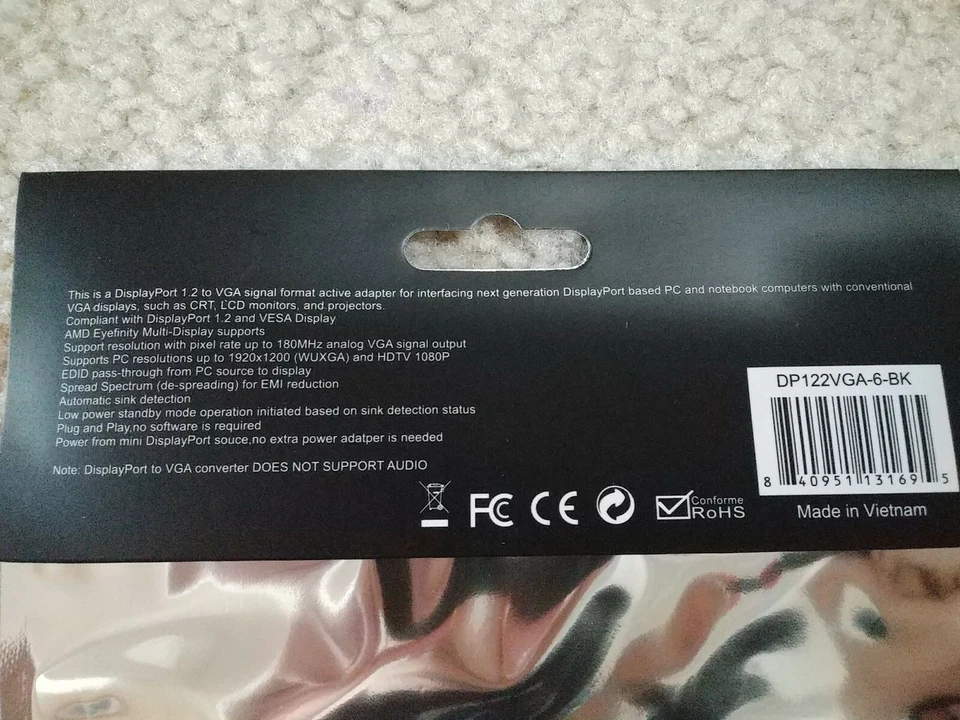 This is a DisplayPort 1.2 to VGA signal format active adapter for interfacing next generation DisplayPort based PC and notebook computers with conventional
VGA displays, such as CRT, LCD monitors, and projectors.
Compliant with DisplayPort 1.2 and VESA Display
AMD Eyefinity Multi-Display supports
Support resolution with pixel rate up to 180MHz analog VGA signal output
Supports PC resolutions up to 1920x1200 (WUXGA) and HDTV 1080P
EDID pass-through from PC source to display
Spread Spectrum (de-spreading) for EMI reduction
Automatic sink detection
Low power standby mode operation initiated based on sink detection status
Plug and Play,no software is required
Power from mini DisplayPort souce,no extra power adatper is needed
Note: DisplayPort to VGA converter DOES NOT SUPPORT AUDIO
FC CE Conforme
RoHS
DP122VGA-6-BK
8 40951 13169 5
Made in Vietnam